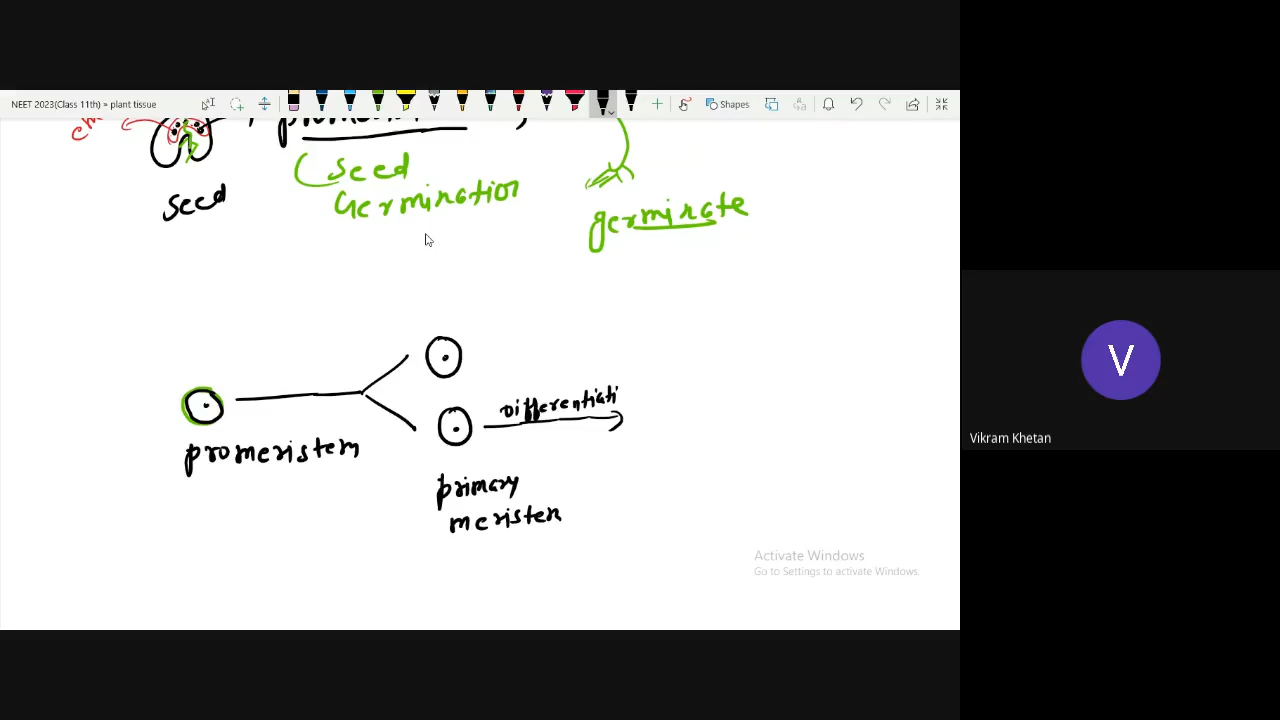 NEET 2023(Class 11th) » plant tissue
Shapes
seed
Germination
seed
germinate
Differentiati
promeristem
primary
meristem
Vikram Khetan
V
Activate Windows
Go to Settings to activate Windows.